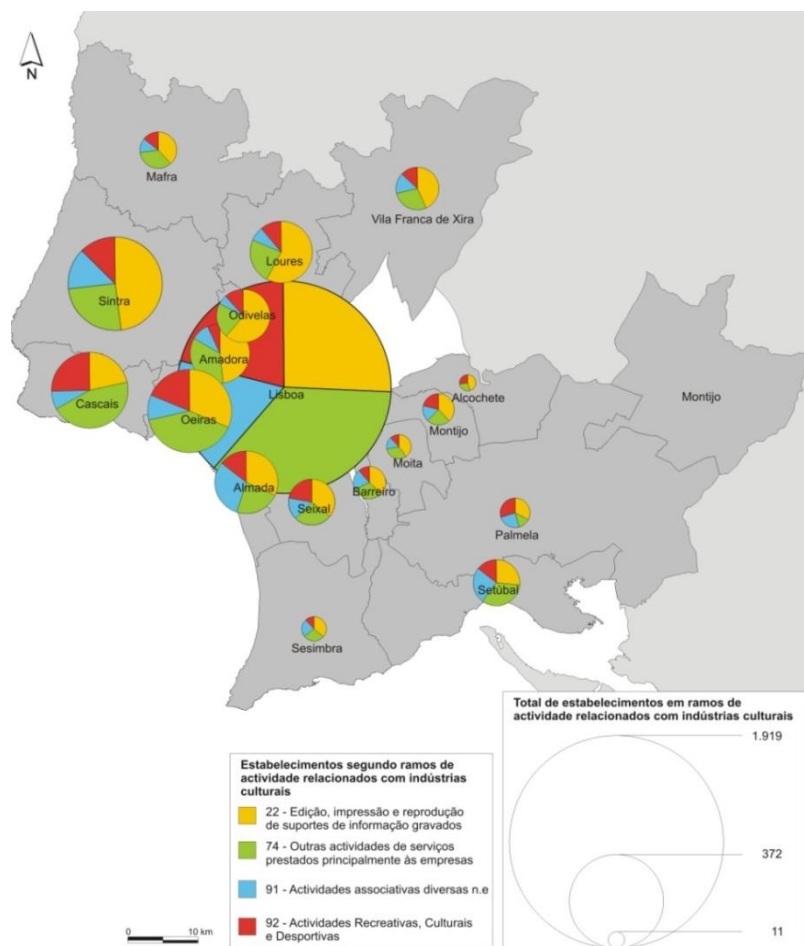 N
Mafra
Vila Franca de Xira
Loures
Sintra
Odivelas
Amadora
Lisboa
Cascais
Oeiras
Alcochete
Montijo
Montijo
Moita
Almada
Barreiro
Seixal
Palmela
Setúbal
Sesimbra
Total de estabelecimentos em ramos de
actividade relacionados com indústrias culturais
1.919
372
11
Estabelecimentos segundo ramos de
actividade relacionados com indústrias
culturais
22 - Edição, impressão e reprodução
de suportes de informação gravados
74 - Outras actividades de serviços
prestados principalmente às empresas
91 - Actividades associativas diversas n.e
92 - Actividades Recreativas, Culturais
e Desportivas
0 10 km